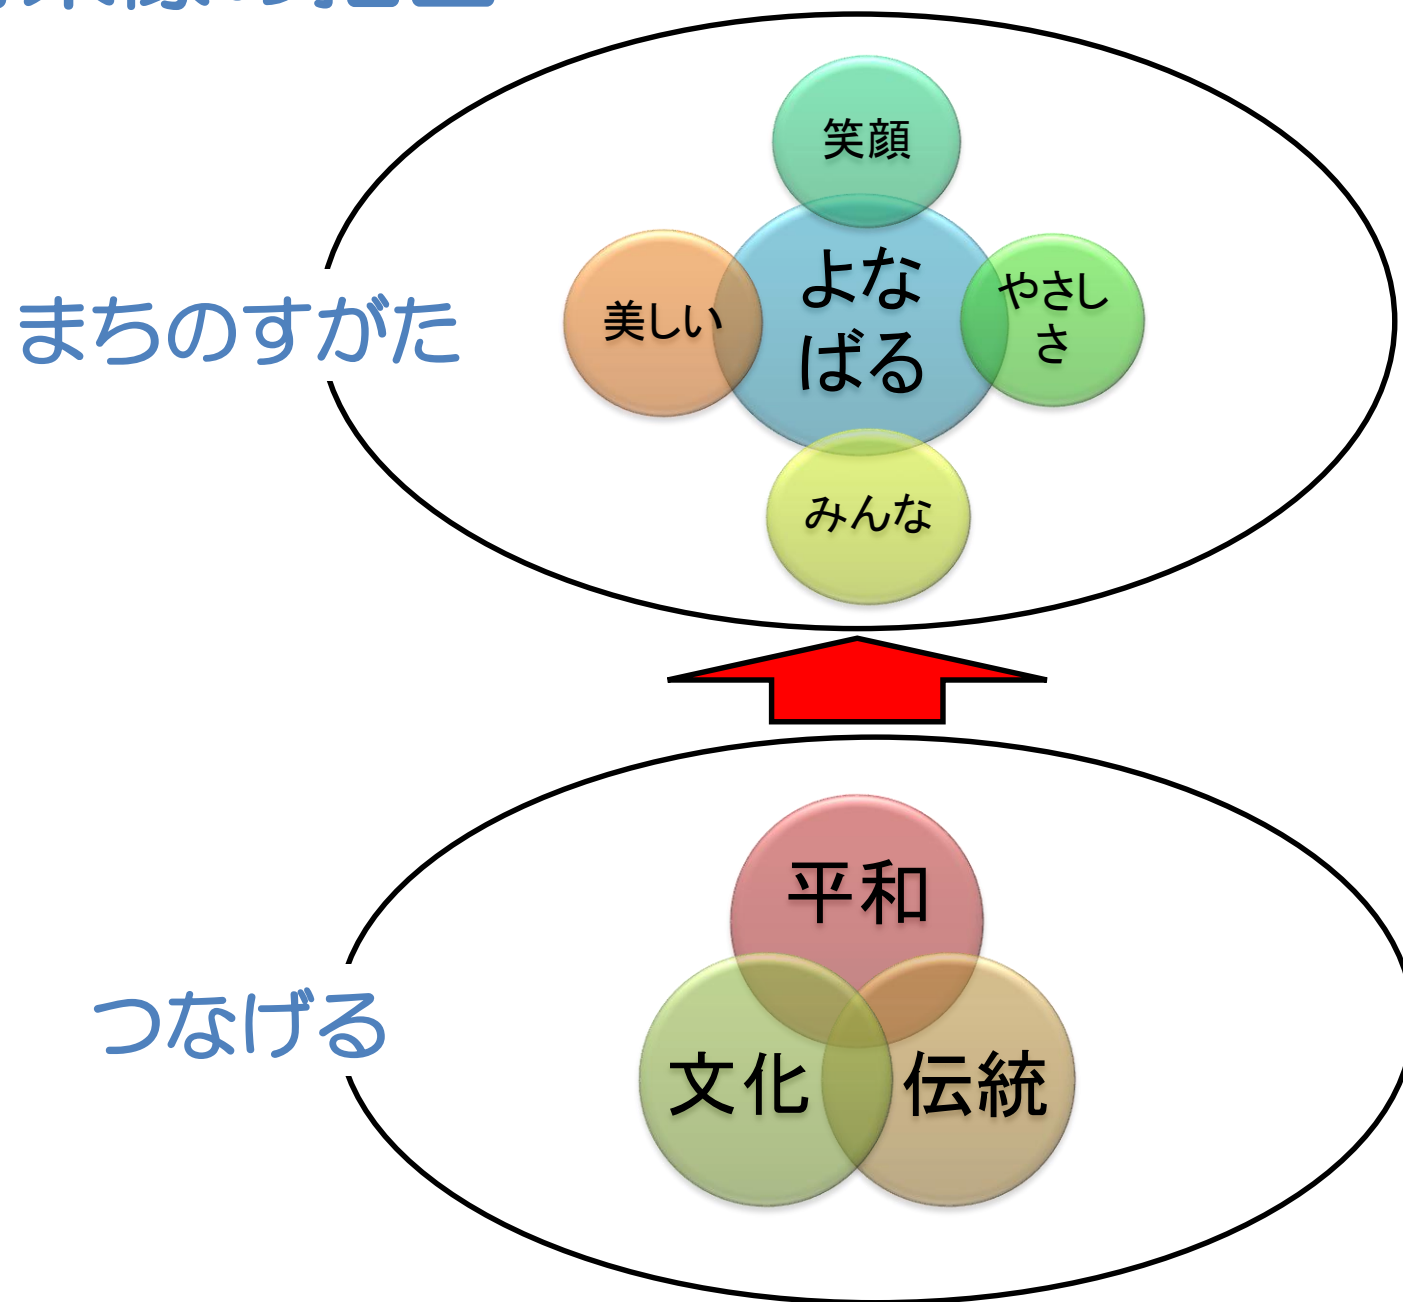 笑顔
よな
ばる
美しい
やさし
さ
まちのすがた
みんな
平和
つなげる
文化
伝統